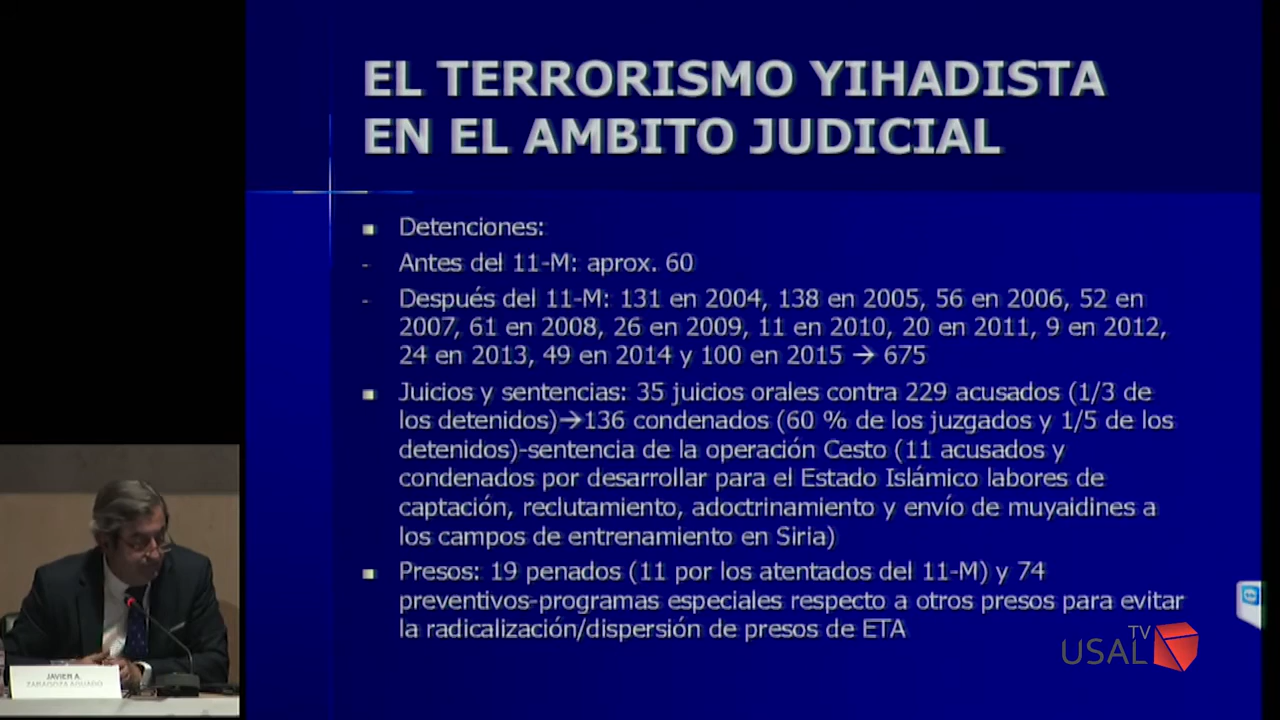 EL TERRORISMO YIHADISTA
EN EL AMBITO JUDICIAL
▪ Detenciones:
- Antes del 11-M: aprox. 60
- Después del 11-M: 131 en 2004, 138 en 2005, 56 en 2006, 52 en
2007, 61 en 2008, 26 en 2009, 11 en 2010, 20 en 2011, 9 en 2012,
24 en 2013, 49 en 2014 y 100 en 2015 → 675
▪ Juicios y sentencias: 35 juicios orales contra 229 acusados (1/3 de
los detenidos)→136 condenados (60 % de los juzgados y 1/5 de los
detenidos)-sentencia de la operación Cesto (11 acusados y
condenados por desarrollar para el Estado Islámico labores de
captación, reclutamiento, adoctrinamiento y envío de muyaidines a
los campos de entrenamiento en Siria)
▪ Presos: 19 penados (11 por los atentados del 11-M) y 74
preventivos-programas especiales respecto a otros presos para evitar
la radicalización/dispersión de presos de ETA
USAL TV
JAVIER A.
ZARAGOZA AGUADO